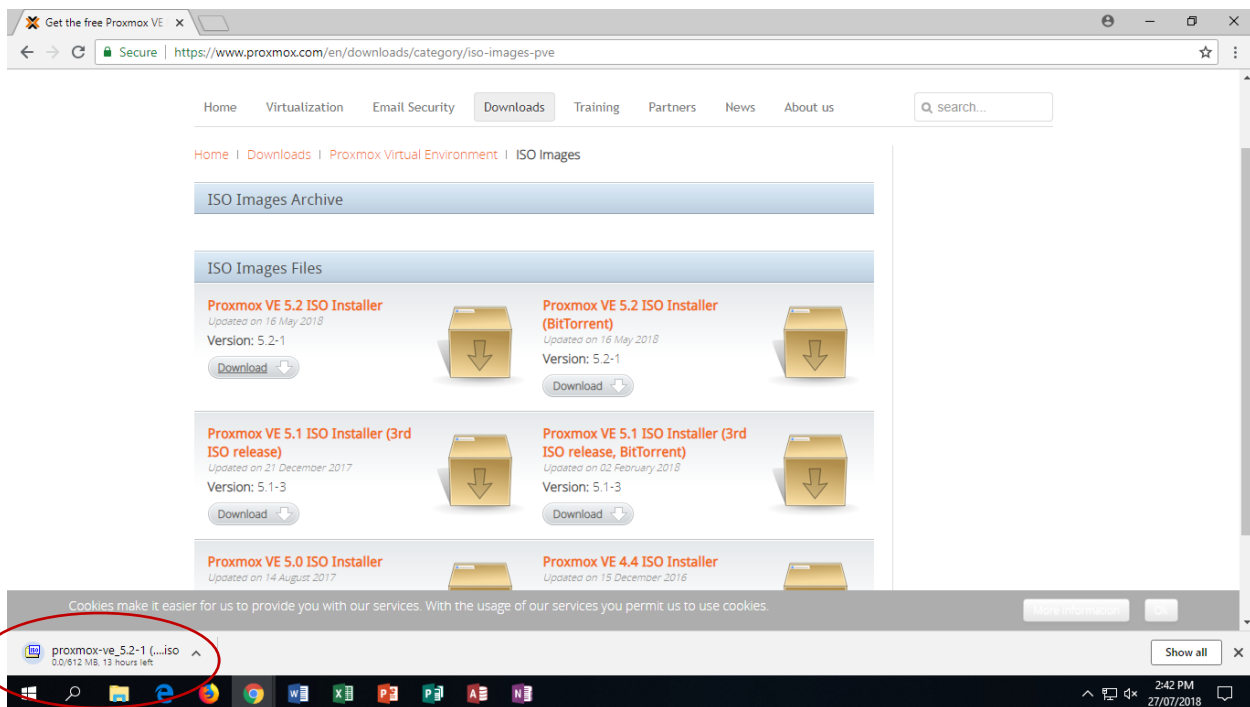 Get the free Proxmox VE
Secure | https://www.proxmox.com/en/downloads/category/iso-images-pve
Home Virtualization Email Security Downloads Training Partners News About us search...
Home | Downloads | Proxmox Virtual Environment | ISO Images
ISO Images Archive
ISO Images Files
Proxmox VE 5.2 ISO Installer
Updated on 16 May 2018
Version: 5.2-1
Download
Proxmox VE 5.2 ISO Installer
(BitTorrent)
Updated on 16 May 2018
Version: 5.2-1
Download
Proxmox VE 5.1 ISO Installer (3rd
ISO release)
Updated on 21 December 2017
Version: 5.1-3
Download
Proxmox VE 5.1 ISO Installer (3rd
ISO release, BitTorrent)
Updated on 02 February 2018
Version: 5.1-3
Download
Proxmox VE 5.0 ISO Installer
Updated on 14 August 2017
Proxmox VE 4.4 ISO Installer
Updated on 15 December 2016
Cookies make it easier for us to provide you with our services. With the usage of our services you permit us to use cookies.
More information Ok
proxmox-ve_5.2-1 (....iso
0.0/612 MB, 13 hours left
Show all
2:42 PM
27/07/2018